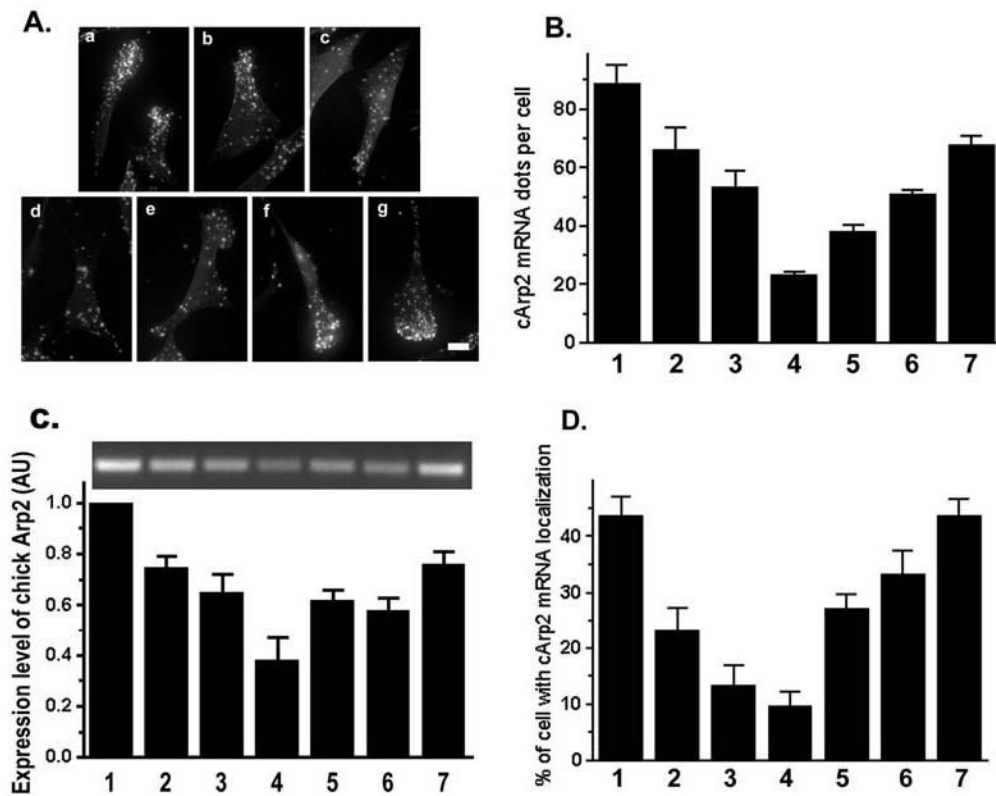 A.
a b c
d e f g
B.
cArp2 mRNA dots per cell
80
60
40
20
0
1 2 3 4 5 6 7
C.
Expression level of chick Arp2 (AU)
1.0
0.8
0.6
0.4
0.2
0.0
1 2 3 4 5 6 7
D.
% of cell with cArp2 mRNA localization
40
30
20
10
0
1 2 3 4 5 6 7